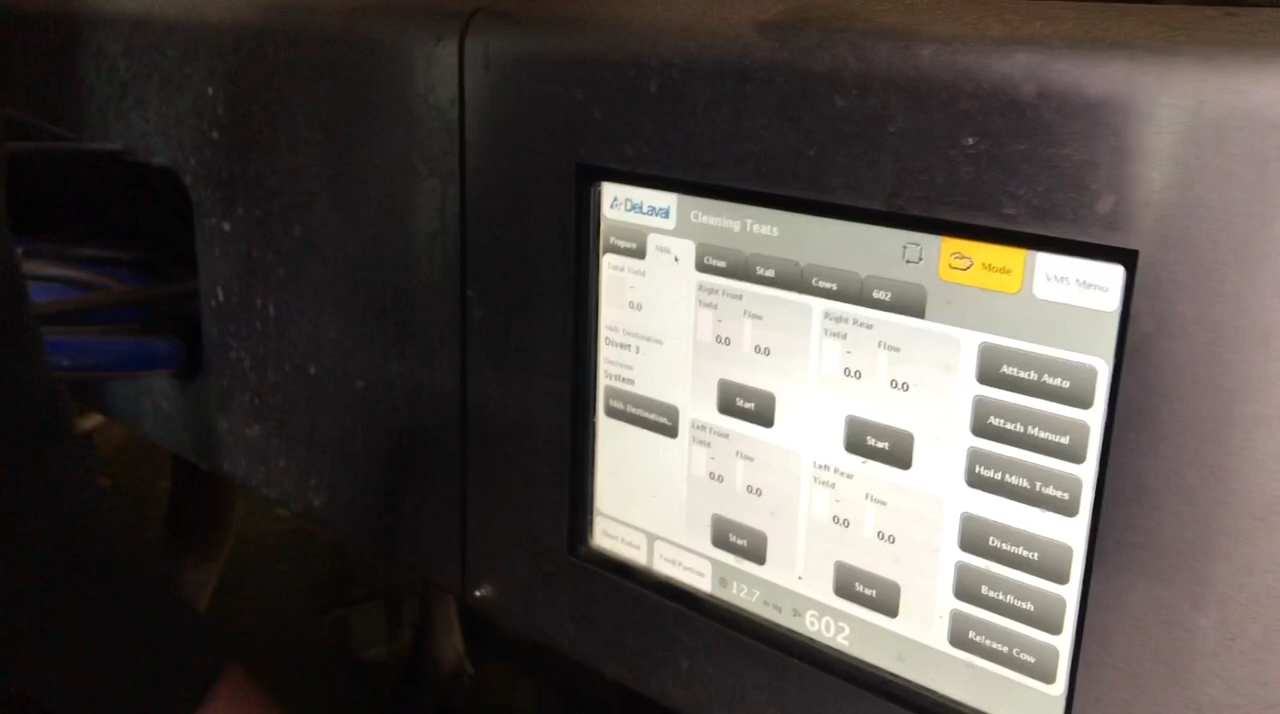 DeLaval
Cleaning Teats
Mode
VMS Menu
Prepare
Milk
Clean
Stall
Cows
602
Total Yield
-
0.0
Milk Destination
Divert 3
Decision
System
Milk Destination...
Right Front
Yield Flow
-
0.0 0.0
Start
Right Rear
Yield Flow
-
0.0 0.0
Start
Left Front
Yield Flow
-
0.0 0.0
Start
Left Rear
Yield Flow
-
0.0 0.0
Start
Attach Auto
Attach Manual
Hold Milk Tubes
Disinfect
Backflush
Release Cow
Feed Portion
12.7
602